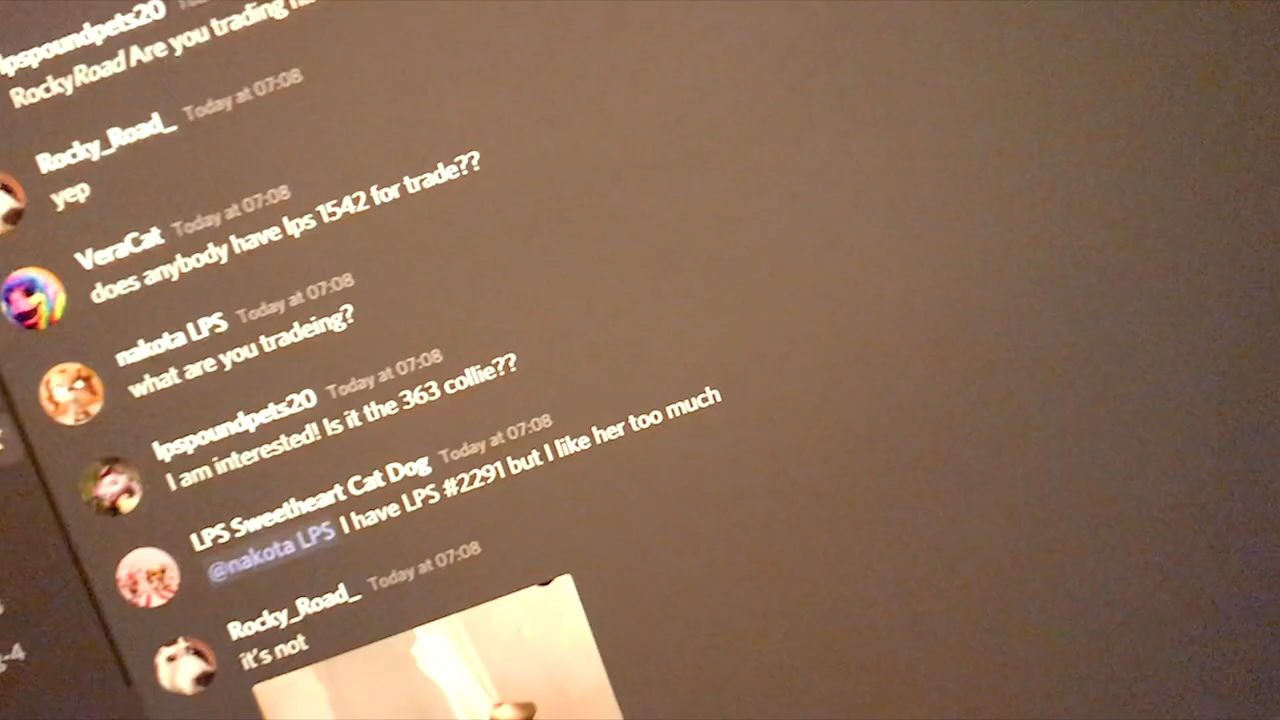 lpspoundpets20
RockyRoad Are you trading
Rocky_Road_ Today at 07:08
yep
VeraCat Today at 07:08
does anybody have lps 1542 for trade??
nakota LPS Today at 07:08
what are you tradeing?
lpspoundpets20 Today at 07:08
I am interested! Is it the 363 collie??
LPS Sweetheart Cat Dog Today at 07:08
@nakota LPS I have LPS #2291 but I like her too much
Rocky_Road_ Today at 07:08
it's not